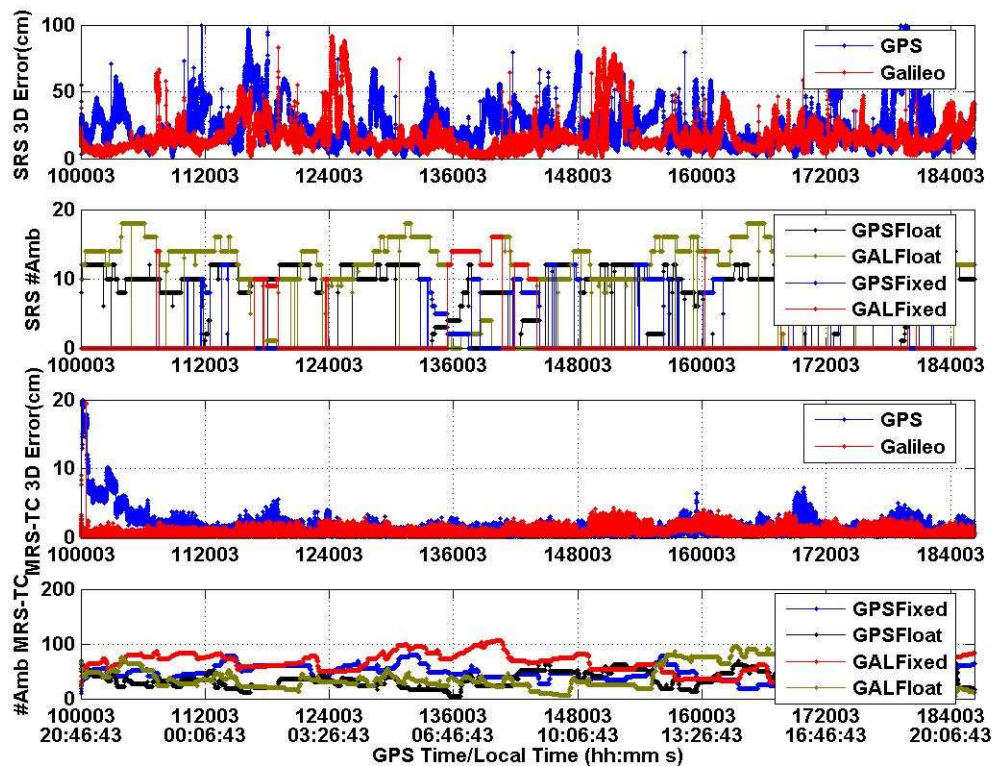 SRS 3D Error(cm)
100
50
0
GPS
Galileo
100003 112003 124003 136003 148003 160003 172003 184003
SRS #Amb
20
10
0
GPSFloat
GALFloat
GPSFixed
GALFixed
100003 112003 124003 136003 148003 160003 172003 184003
MRS-TC 3D Error(cm)
20
10
0
GPS
Galileo
100003 112003 124003 136003 148003 160003 172003 184003
#Amb MRS-TC
200
100
0
GPSFixed
GPSFloat
GALFixed
GALFloat
100003 112003 124003 136003 148003 160003 172003 184003
20:46:43 00:06:43 03:26:43 06:46:43 10:06:43 13:26:43 16:46:43 20:06:43
GPS Time/Local Time (hh:mm s)